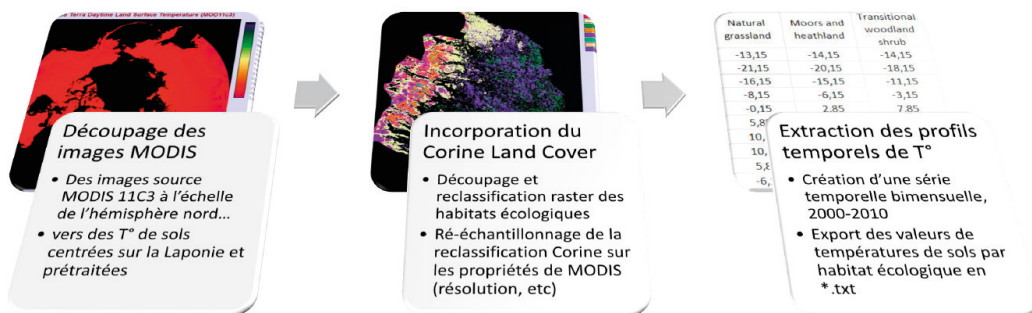 Terra Daytime Land Surface Temperature (MOD11C3)
Découpage des
images MODIS
• Des images source
MODIS 11C3 à l'échelle
de l'hémisphère nord…
• vers des T° de sols
centrées sur la Laponie et
prétraitées
Incorporation du
Corine Land Cover
• Découpage et
reclassification raster des
habitats écologiques
• Ré-échantillonnage de la
reclassification Corine sur
les propriétés de MODIS
(résolution, etc)
Natural grassland Moors and heathland Transitional woodland shrub
-13,15 -14,15 -14,15
-21,15 -20,15 -18,15
-16,15 -15,15 -11,15
-8,15 -6,15 -3,15
-0,15 2,85 7,85
Extraction des profils
temporels de T°
• Création d'une série
temporelle bimensuelle,
2000-2010
• Export des valeurs de
températures de sols par
habitat écologique en
*.txt